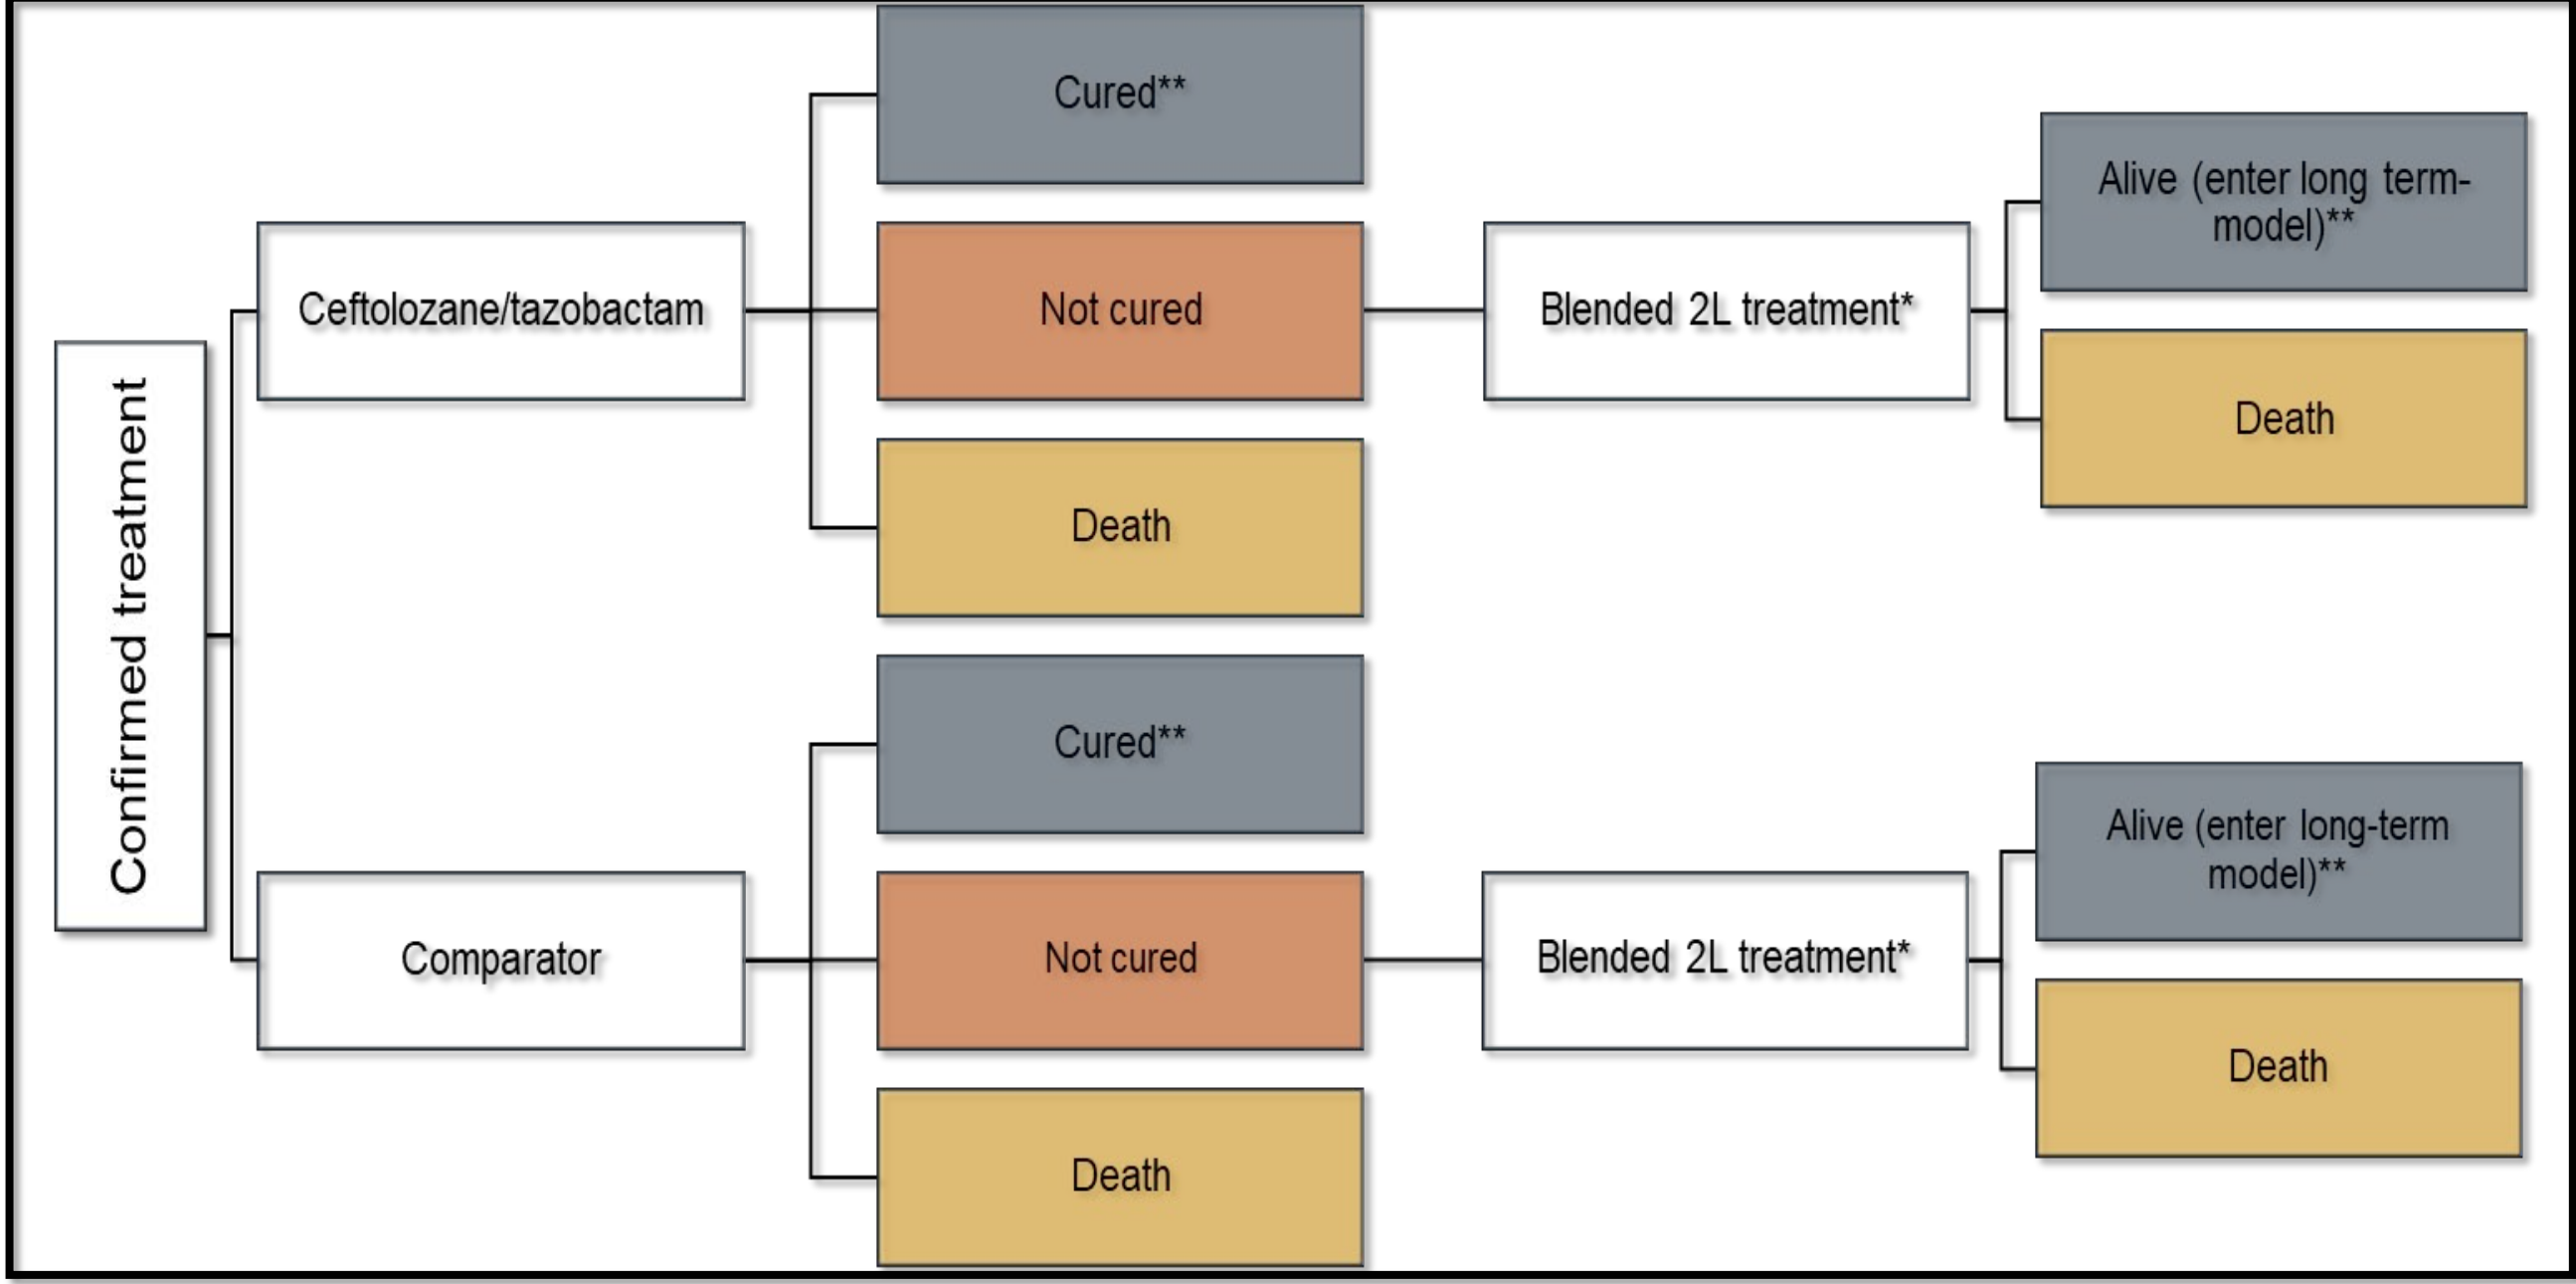 Confirmed treatment
Ceftolozane/tazobactam
Cured**
Not cured
Death
Blended 2L treatment*
Alive (enter long term-
model)**
Death
Comparator
Cured**
Not cured
Death
Blended 2L treatment*
Alive (enter long-term
model)**
Death